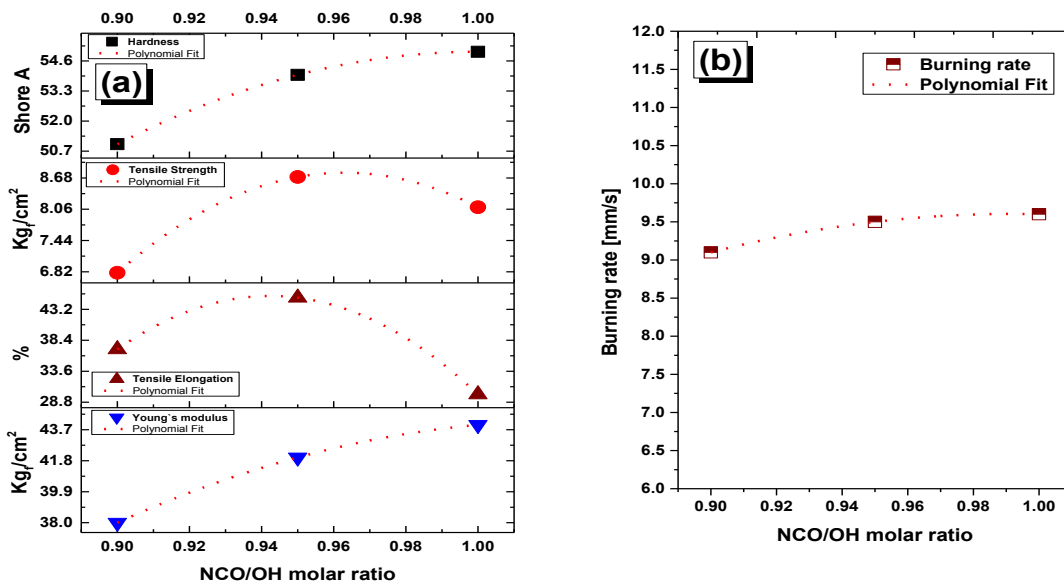 0.90 0.92 0.94 0.96 0.98 1.00
Hardness
Polynomial Fit
(a)
Shore A
54.6
53.3
52.0
50.7
Tensile Strength
Polynomial Fit
Kgf/cm²
8.68
8.06
7.44
6.82
%
43.2
38.4
33.6
28.8
Tensile Elongation
Polynomial Fit
Young`s modulus
Polynomial Fit
Kgf/cm²
43.7
41.8
39.9
38.0
0.90 0.92 0.94 0.96 0.98 1.00
NCO/OH molar ratio
(b)
Burning rate
Polynomial Fit
Burning rate [mm/s]
12.0
11.5
11.0
10.5
10.0
9.5
9.0
8.5
8.0
7.5
7.0
6.5
6.0
0.90 0.92 0.94 0.96 0.98 1.00
NCO/OH molar ratio